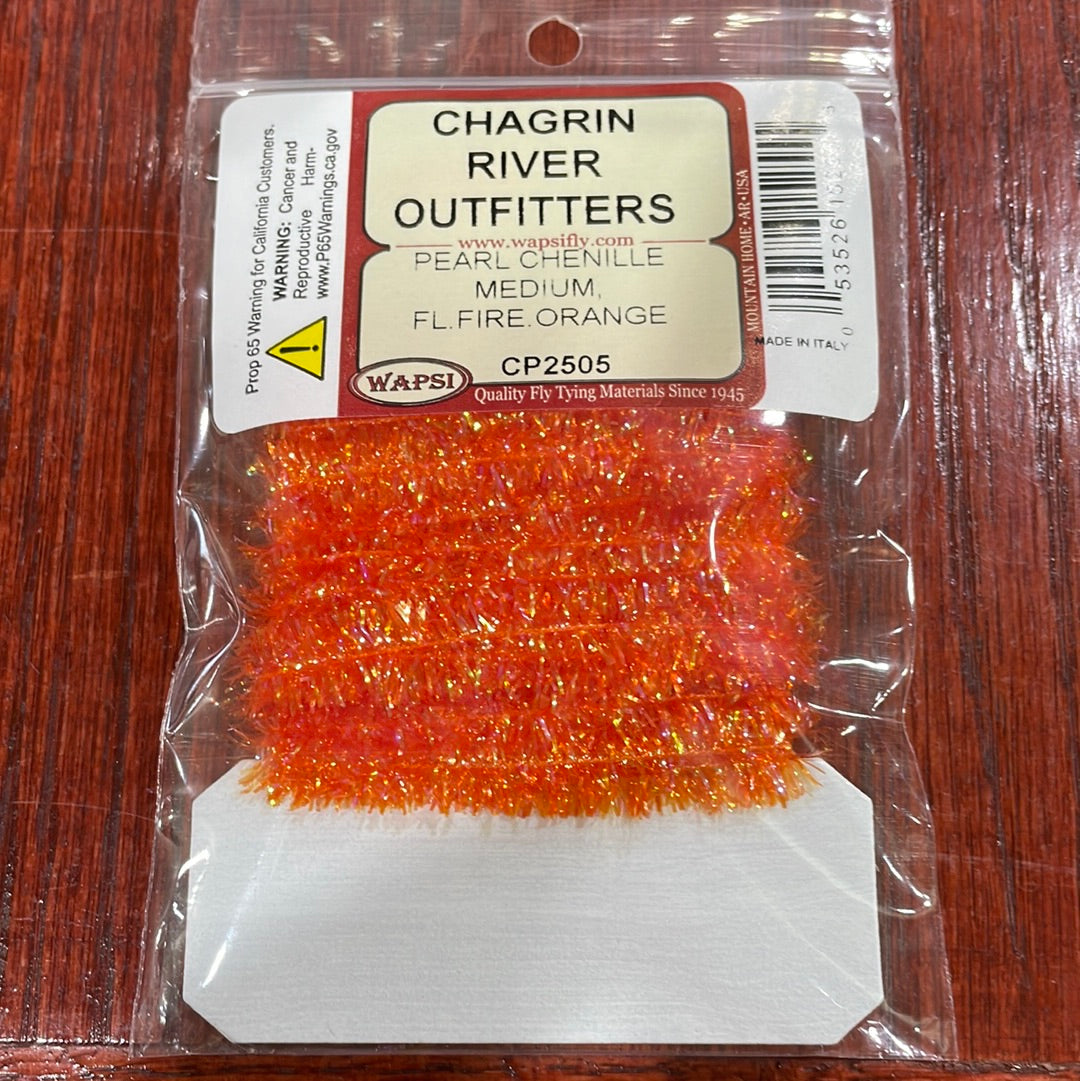 Prop 65 Warning for California Customers.
WARNING: Cancer and
Reproductive Harm-
www.P65Warnings.ca.gov
CHAGRIN
RIVER
OUTFITTERS
www.wapsifly.com
PEARL CHENILLE
MEDIUM,
FL.FIRE.ORANGE
CP2505
WAPSI
Quality Fly Tying Materials Since 1945
MOUNTAIN HOME•AR•USA
0 53526
MADE IN ITALY